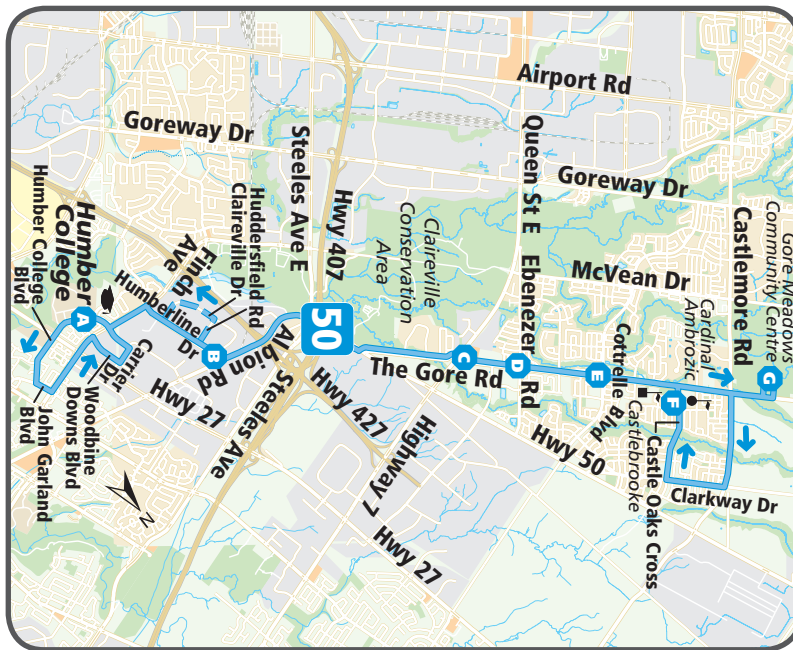 Airport Rd
Goreway Dr
Steeles Ave E
Hwy 407
Queen St E
Goreway Dr
Castlemore Rd
Gore Meadows
Community Centre
Claireville
Conservation
Area
McVean Dr
Ebenezer Rd
Cardinal
Ambrozic
Humber
College
Humber College
Blvd
Finch
Ave
Huddersfield Rd
Claireville Dr
Humberline
Dr
50
A
B
C
D
E
F
G
The Gore Rd
Cottrelle Blvd
Castlebrooke
Castle Oaks Cross
Clarkway Dr
Albion Rd
Steeles Ave
Hwy 427
Highway 7
Hwy 50
Hwy 27
Hwy 27
Carrier
Dr
Woodbine
Downs Blvd
John Garland
Blvd
N